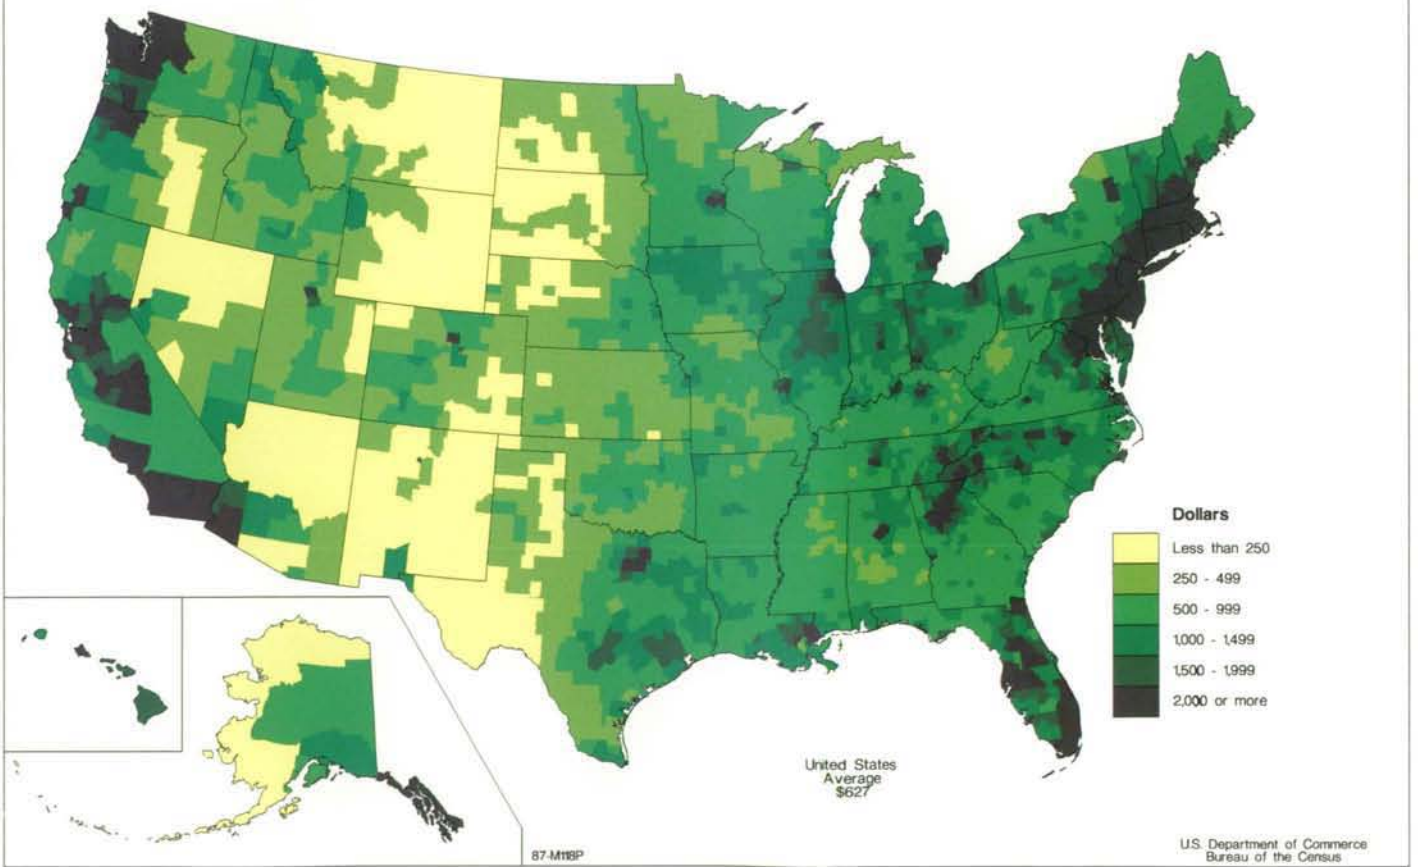 Dollars
Less than 250
250 - 499
500 - 999
1,000 - 1,499
1,500 - 1,999
2,000 or more
United States
Average
$627
87-M118P
U.S. Department of Commerce
Bureau of the Census